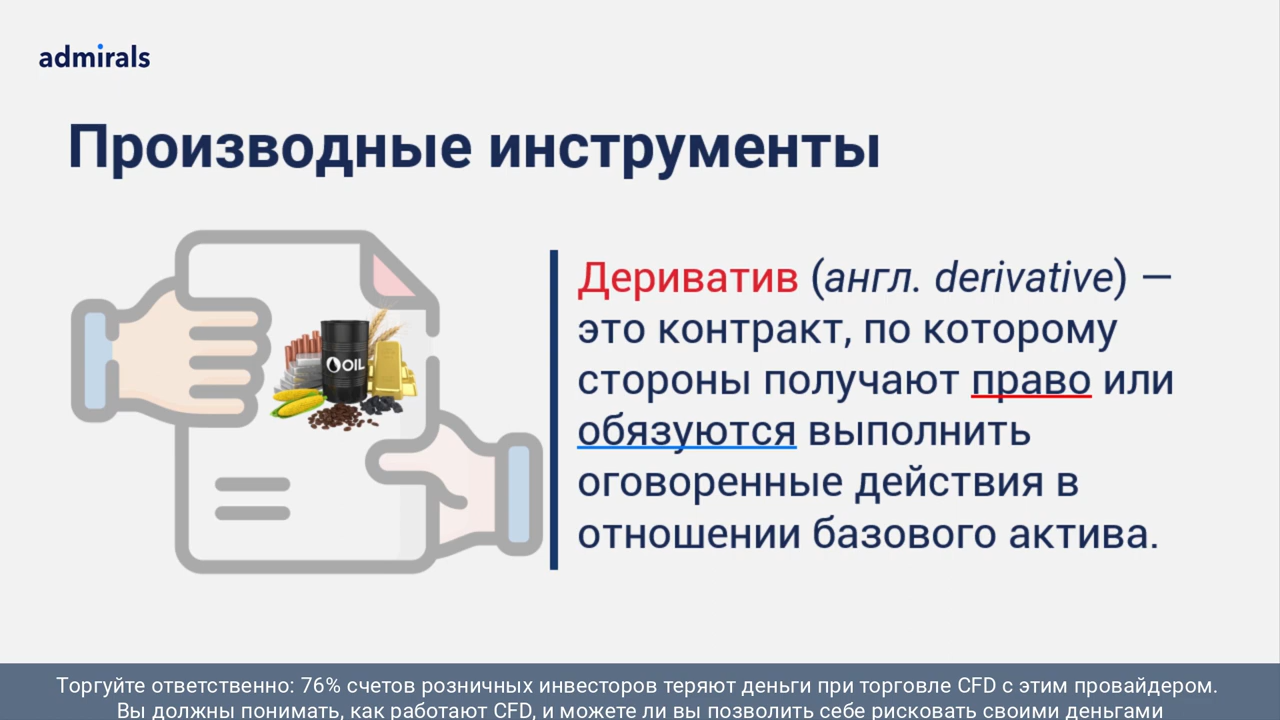 admirals
Производные инструменты
OIL
Дериватив (англ. derivative) —
это контракт, по которому
стороны получают право или
обязуются выполнить
оговоренные действия в
отношении базового актива.
Торгуйте ответственно: 76% счетов розничных инвесторов теряют деньги при торговле CFD с этим провайдером.
Вы должны понимать, как работают CFD, и можете ли вы позволить себе рисковать своими деньгами